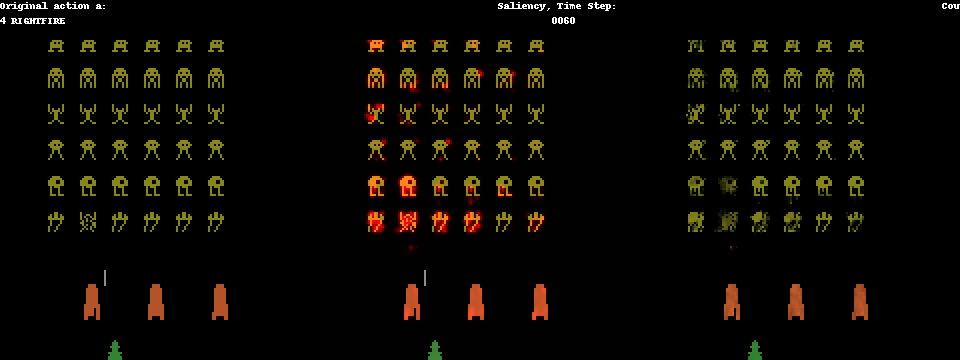 Original action a:
4 RIGHTFIRE
Saliency, Time Step:
0060
Cou